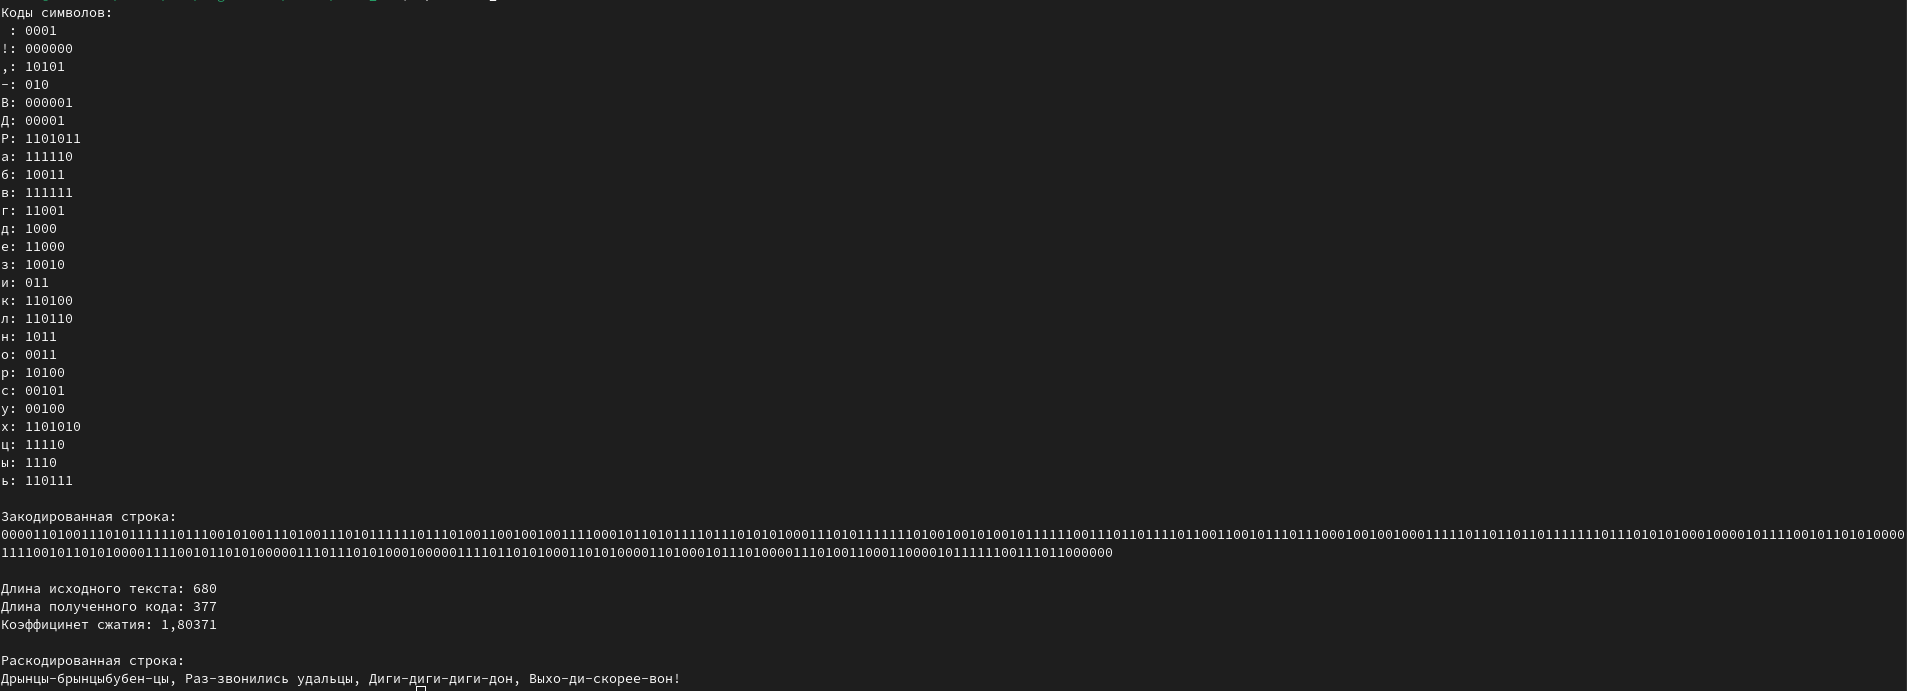 Коды символов:
 : 0001
!: 000000
,: 10101
-: 010
В: 000001
Д: 00001
Р: 1101011
а: 111110
б: 10011
в: 111111
г: 11001
д: 1000
е: 11000
з: 10010
и: 011
к: 110100
л: 110110
н: 1011
о: 0011
р: 10100
с: 00101
у: 00100
х: 1101010
ц: 11110
ы: 1110
ь: 110111
Закодированная строка:
0000110100111010111111011100101001110100111010111111011101001100100100111100010110101111011101010100011101011111110100100101001011111100111011011110110011001011101110001001001000111110110110110111111101110101010001000010111100101101010000
1111001011010100001111001011010100000111011101010001000001111011010100011010100001101000101110100001110100110001100001011111100111011000000
Длина исходного текста: 680
Длина полученного кода: 377
Коэффицинет сжатия: 1,80371
Раскодированная строка:
Дрынцы-брынцыбубен-цы, Раз-звонились удальцы, Диги-диги-диги-дон, Выхо-ди-скорее-вон!